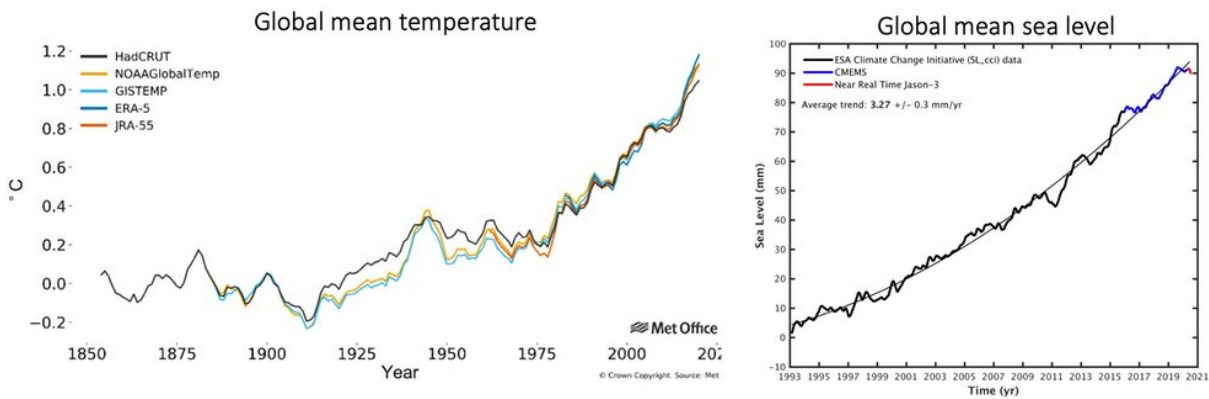 Global mean temperature
1.2
1.0
0.8
0.6
0.4
0.2
0.0
−0.2
°C
HadCRUT
NOAAGlobalTemp
GISTEMP
ERA-5
JRA-55
Met Office
1850 1875 1900 1925 1950 1975 2000 202
Year
© Crown Copyright. Source: Met
Global mean sea level
100
90
80
70
60
50
40
30
20
10
0
-10
Sea Level (mm)
ESA Climate Change Initiative (SL_cci) data
CMEMS
Near Real Time Jason-3
Average trend: 3.27 +/- 0.3 mm/yr
1993 1995 1997 1999 2001 2003 2005 2007 2009 2011 2013 2015 2017 2019 2021
Time (yr)